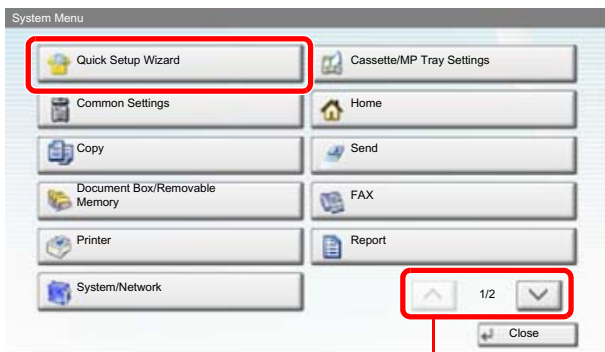 System Menu
Quick Setup Wizard
Cassette/MP Tray Settings
Common Settings
Home
Copy
Send
Document Box/Removable
Memory
FAX
Printer
Report
System/Network
1/2
Close